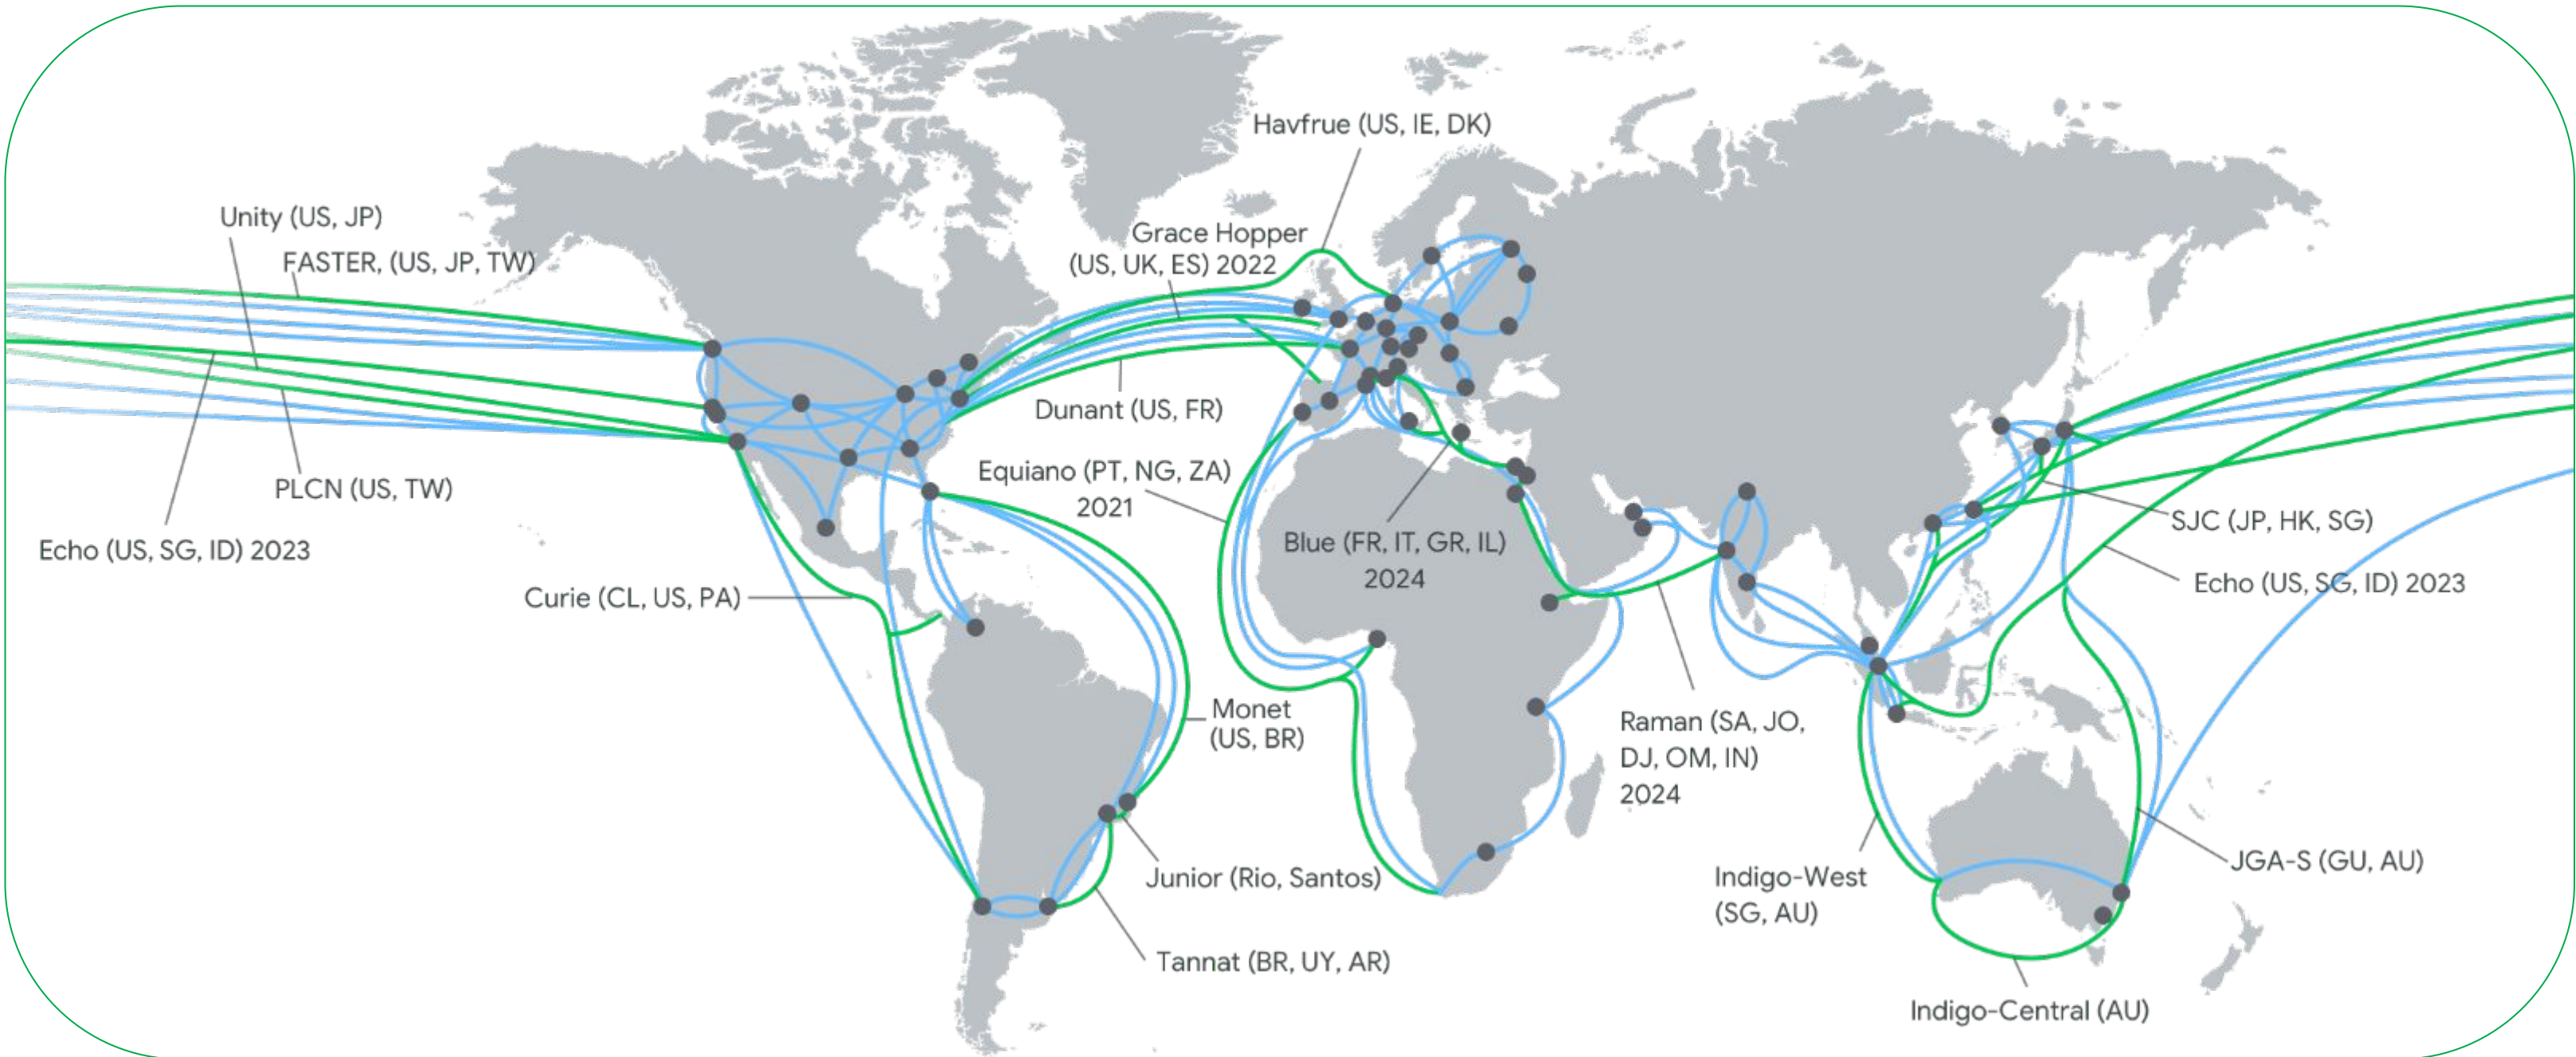 Havfrue (US, IE, DK)
Unity (US, JP)
FASTER, (US, JP, TW)
Grace Hopper
(US, UK, ES) 2022
Dunant (US, FR)
Equiano (PT, NG, ZA)
2021
PLCN (US, TW)
Echo (US, SG, ID) 2023
Blue (FR, IT, GR, IL)
2024
SJC (JP, HK, SG)
Echo (US, SG, ID) 2023
Curie (CL, US, PA)
Monet
(US, BR)
Raman (SA, JO,
DJ, OM, IN)
2024
Junior (Rio, Santos)
Indigo-West
(SG, AU)
JGA-S (GU, AU)
Tannat (BR, UY, AR)
Indigo-Central (AU)